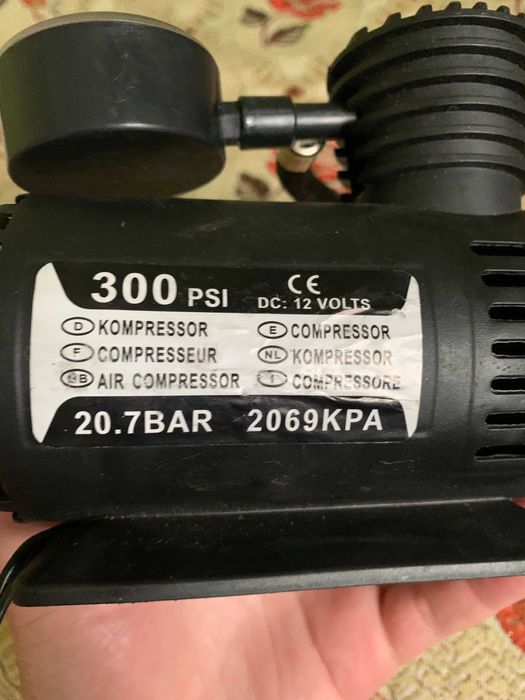 300 PSI
CE
DC: 12 VOLTS
D KOMPRESSOR
E COMPRESSOR
F COMPRESSEUR
NL KOMPRESSOR
GB AIR COMPRESSOR
I COMPRESSORE
20.7BAR 2069KPA